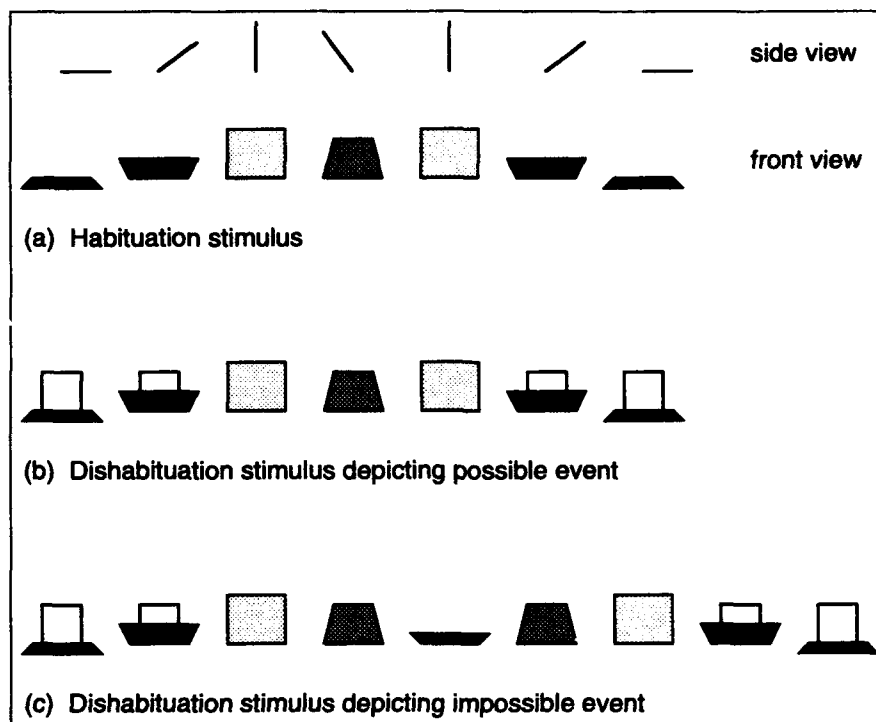 side view
front view
(a) Habituation stimulus
(b) Dishabituation stimulus depicting possible event
(c) Dishabituation stimulus depicting impossible event